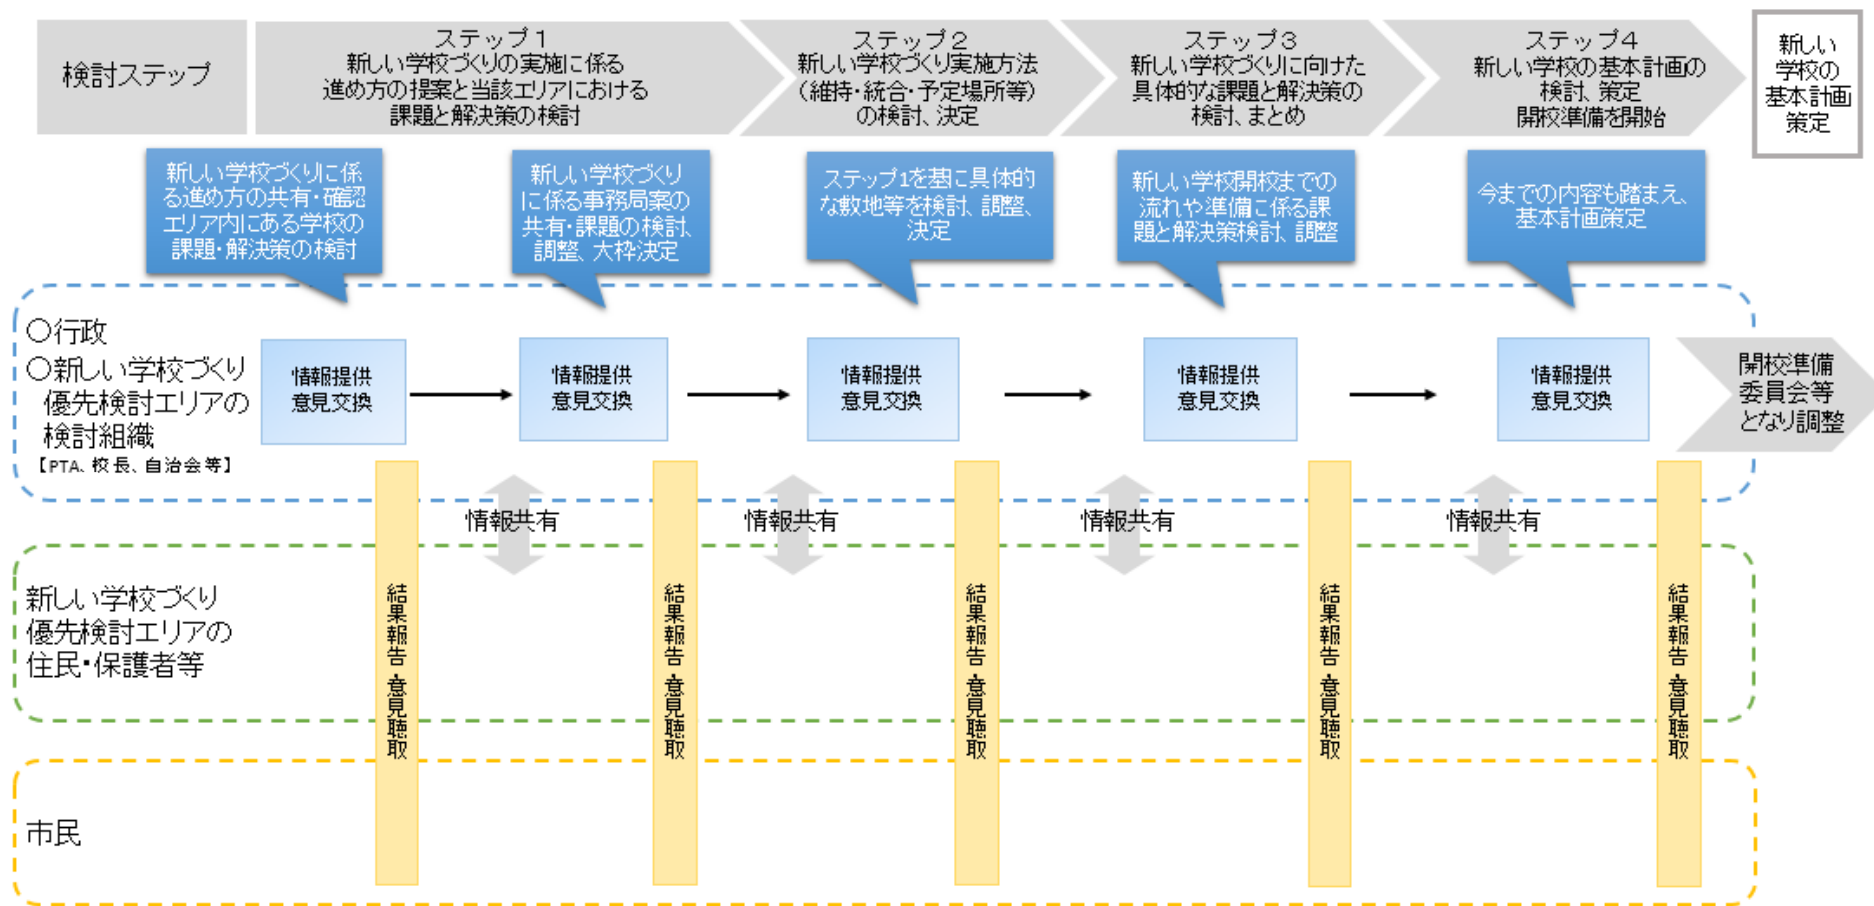 検討ステップ
ステップ１
新しい学校づくりの実施に係る
進め方の提案と当該エリアにおける
課題と解決策の検討
ステップ２
新しい学校づくり実施方法
（維持・統合・予定場所等）
の検討、決定
ステップ３
新しい学校づくりに向けた
具体的な課題と解決策の
検討、まとめ
ステップ４
新しい学校の基本計画の
検討、策定
開校準備を開始
新しい
学校の
基本計画
策定
新しい学校づくりに係
る進め方の共有・確認
エリア内にある学校の
課題・解決策の検討
新しい学校づくり
に係る事務局案の
共有・課題の検討、
調整、大枠決定
ステップ1を基に具体的
な敷地等を検討、調整、
決定
新しい学校開校までの
流れや準備に係る課
題と解決策検討、調整
今までの内容も踏まえ、
基本計画策定
〇行政
〇新しい学校づくり
優先検討エリアの
検討組織
【PTA、校長、自治会等】
情報提供
意見交換
情報提供
意見交換
情報提供
意見交換
情報提供
意見交換
情報提供
意見交換
開校準備
委員会等
となり調整
情報共有
情報共有
情報共有
情報共有
新しい学校づくり
優先検討エリアの
住民・保護者等
結果報告・意見聴取
結果報告・意見聴取
結果報告・意見聴取
結果報告・意見聴取
結果報告・意見聴取
市民